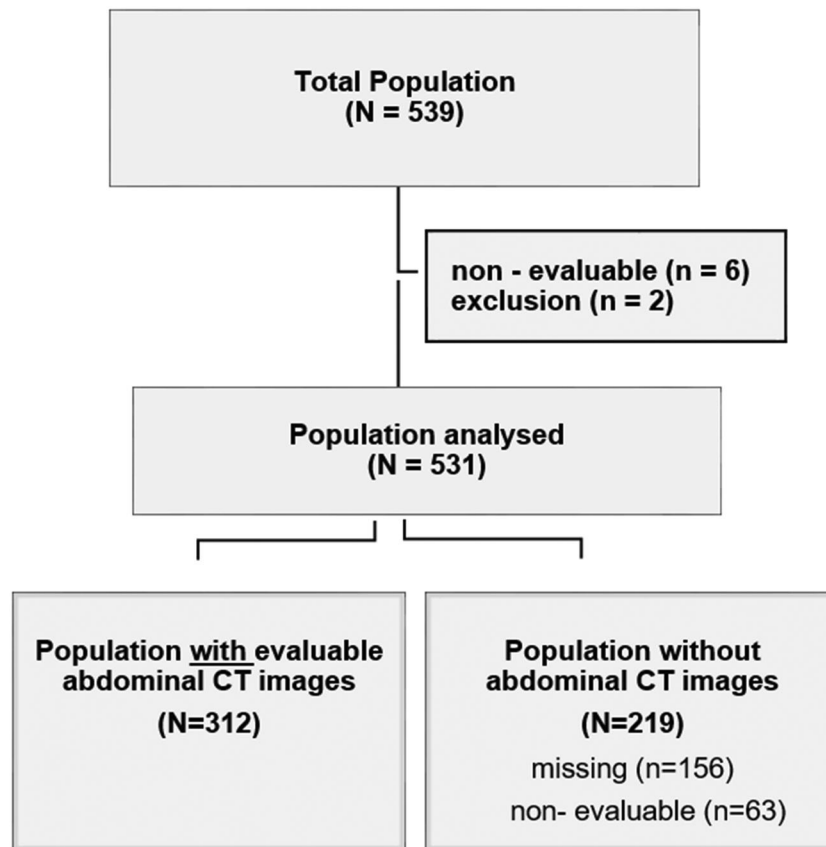 Total Population
(N = 539)
non - evaluable (n = 6)
exclusion (n = 2)
Population analysed
(N = 531)
Population with evaluable
abdominal CT images
(N=312)
Population without
abdominal CT images
(N=219)
missing (n=156)
non- evaluable (n=63)